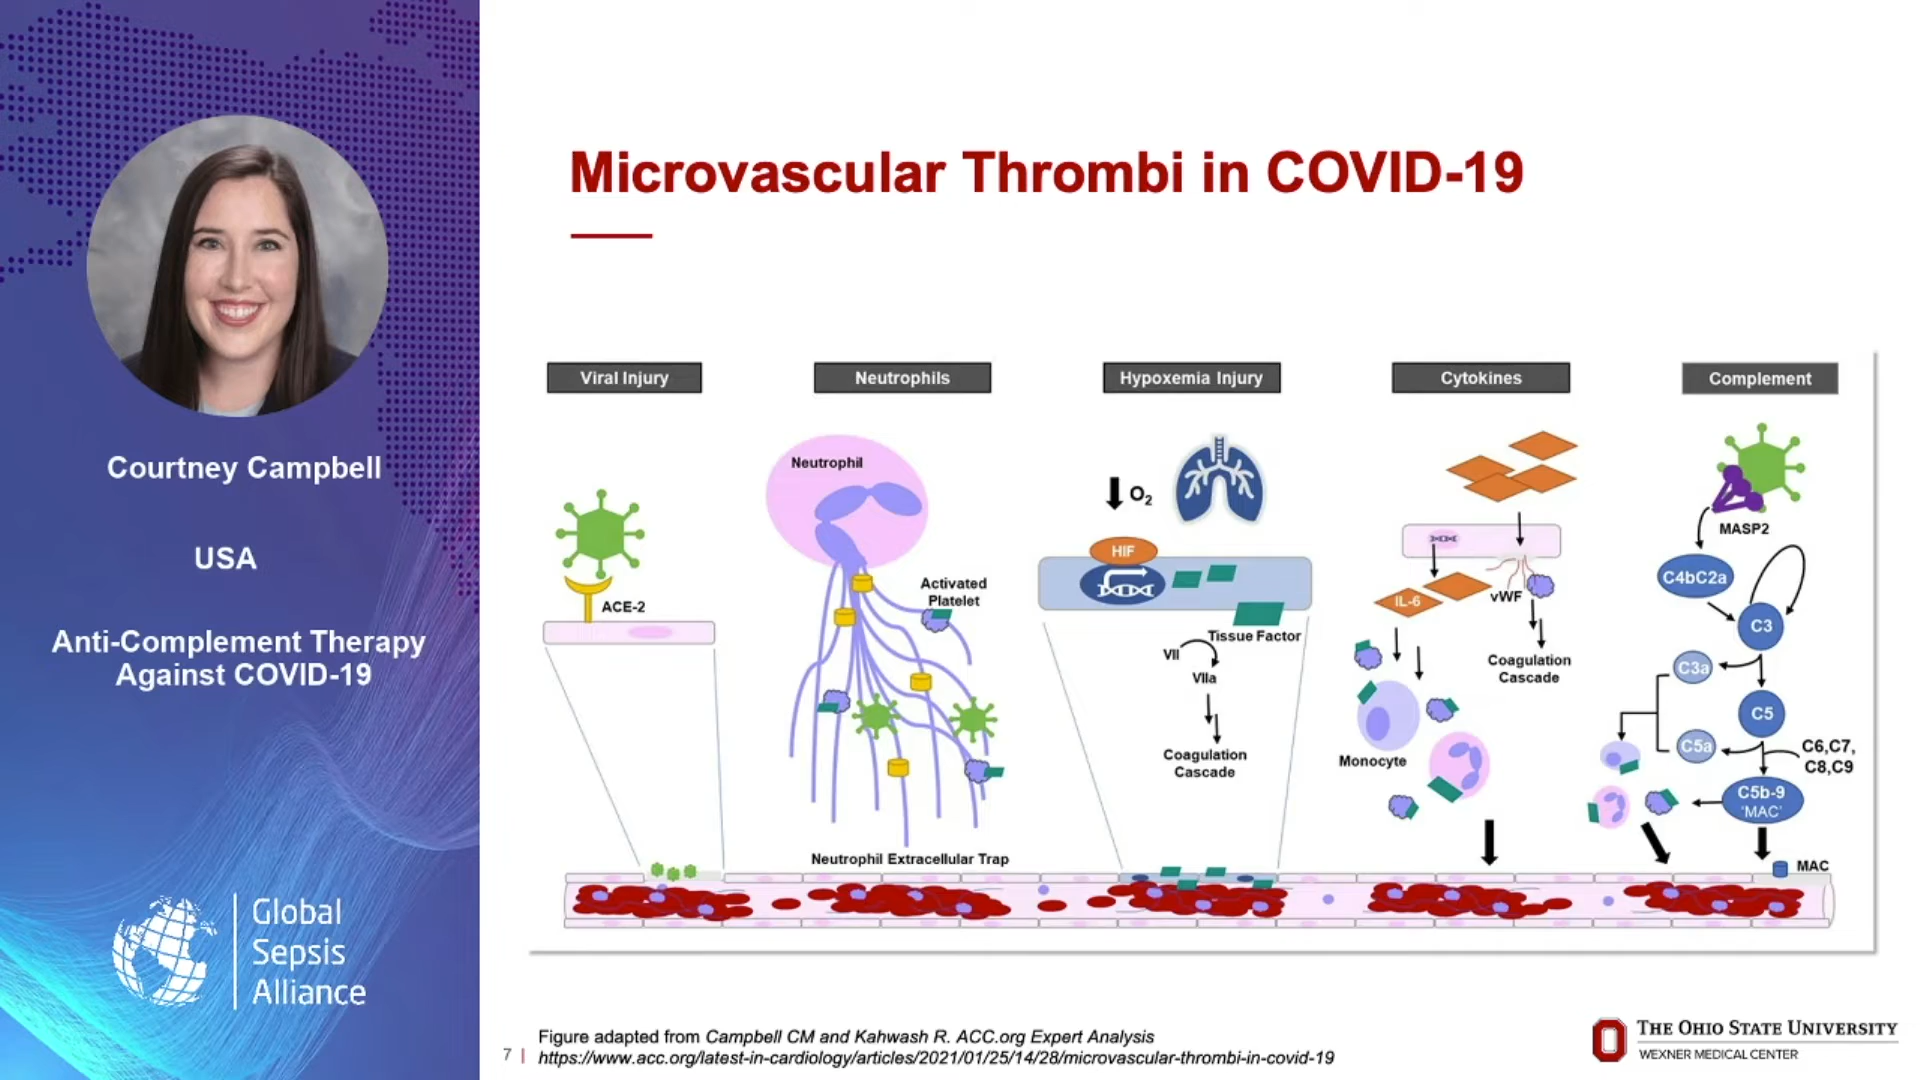 Courtney Campbell
USA
Anti-Complement Therapy
Against COVID-19
Global
Sepsis
Alliance
Microvascular Thrombi in COVID-19
Viral Injury
ACE-2
Neutrophils
Neutrophil
Activated
Platelet
Neutrophil Extracellular Trap
Hypoxemia Injury
O2
HIF
Tissue Factor
VII
VIIa
Coagulation
Cascade
Cytokines
IL-6
vWF
Coagulation
Cascade
Monocyte
Complement
MASP2
C4bC2a
C3
C3a
C5
C5a
C6,C7,
C8,C9
C5b-9
'MAC'
MAC
Figure adapted from Campbell CM and Kahwash R. ACC.org Expert Analysis
7 | https://www.acc.org/latest-in-cardiology/articles/2021/01/25/14/28/microvascular-thrombi-in-covid-19
THE OHIO STATE UNIVERSITY
WEXNER MEDICAL CENTER